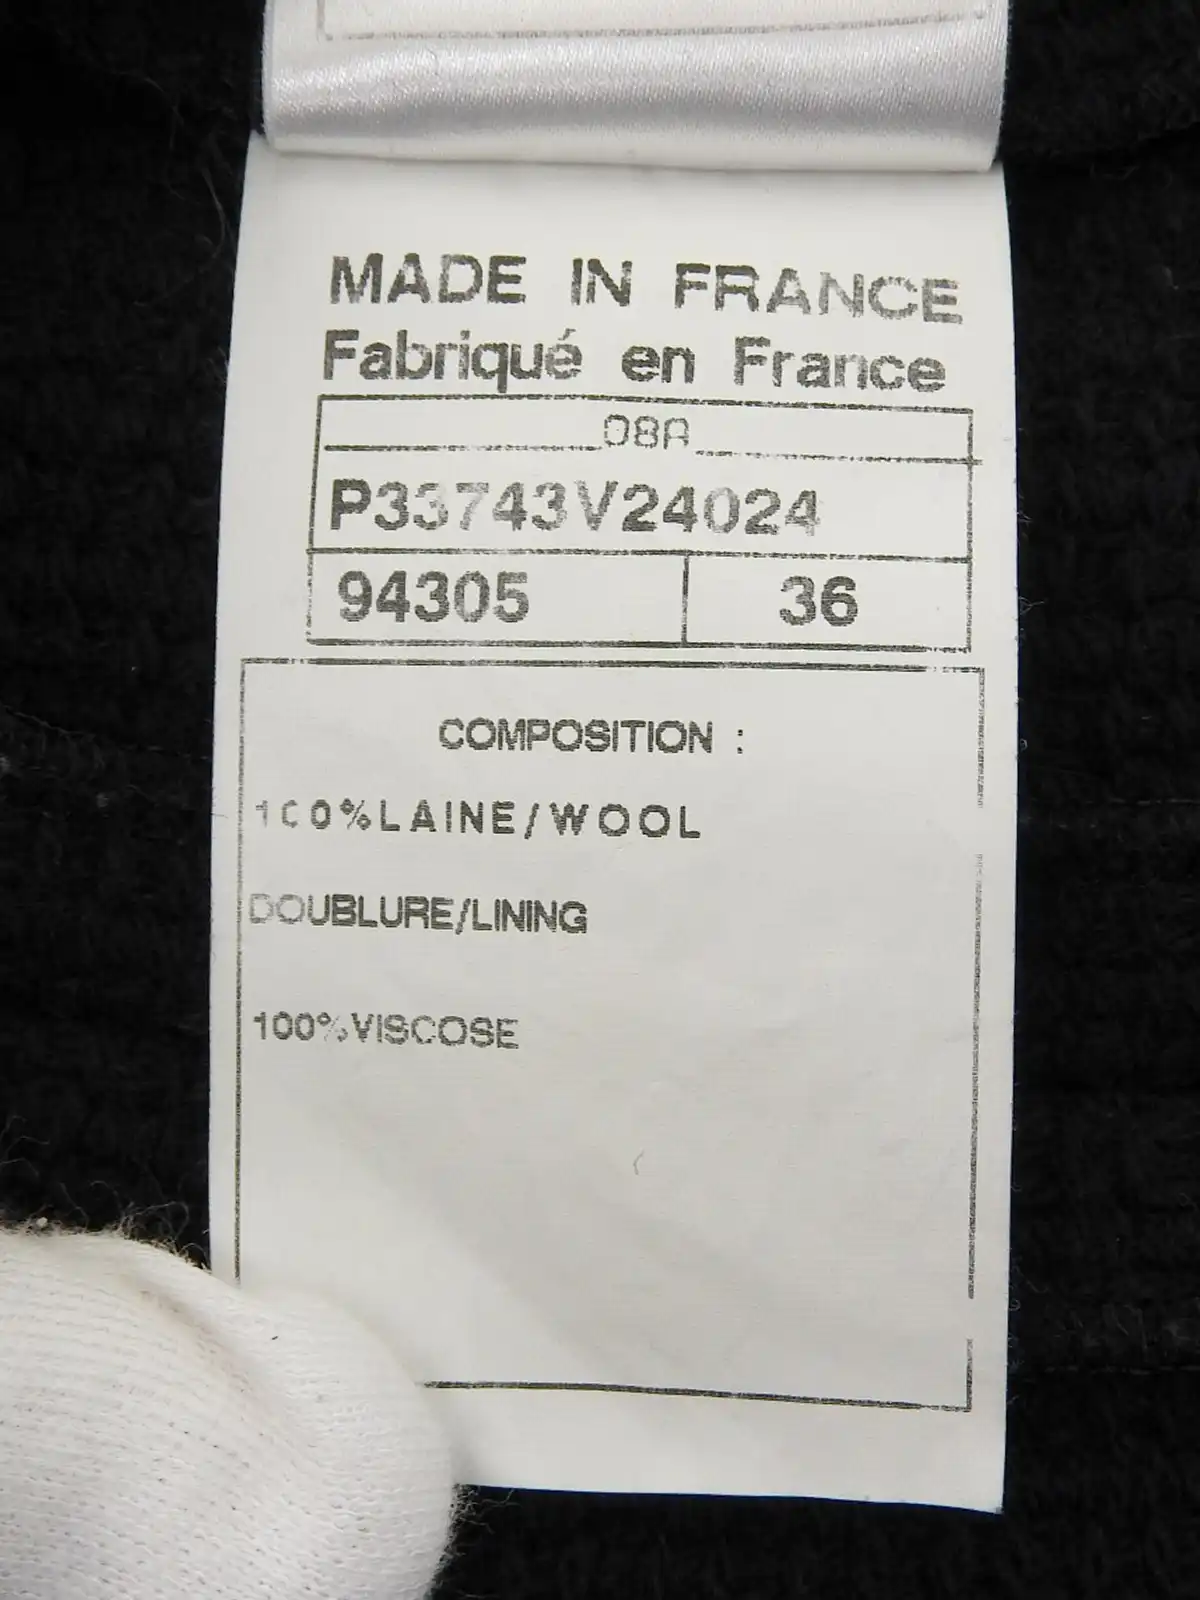 MADE IN FRANCE
Fabriqué en France
08A
P33743V24024
94305 36
COMPOSITION :
100%LAINE/WOOL
DOUBLURE/LINING
100%VISCOSE